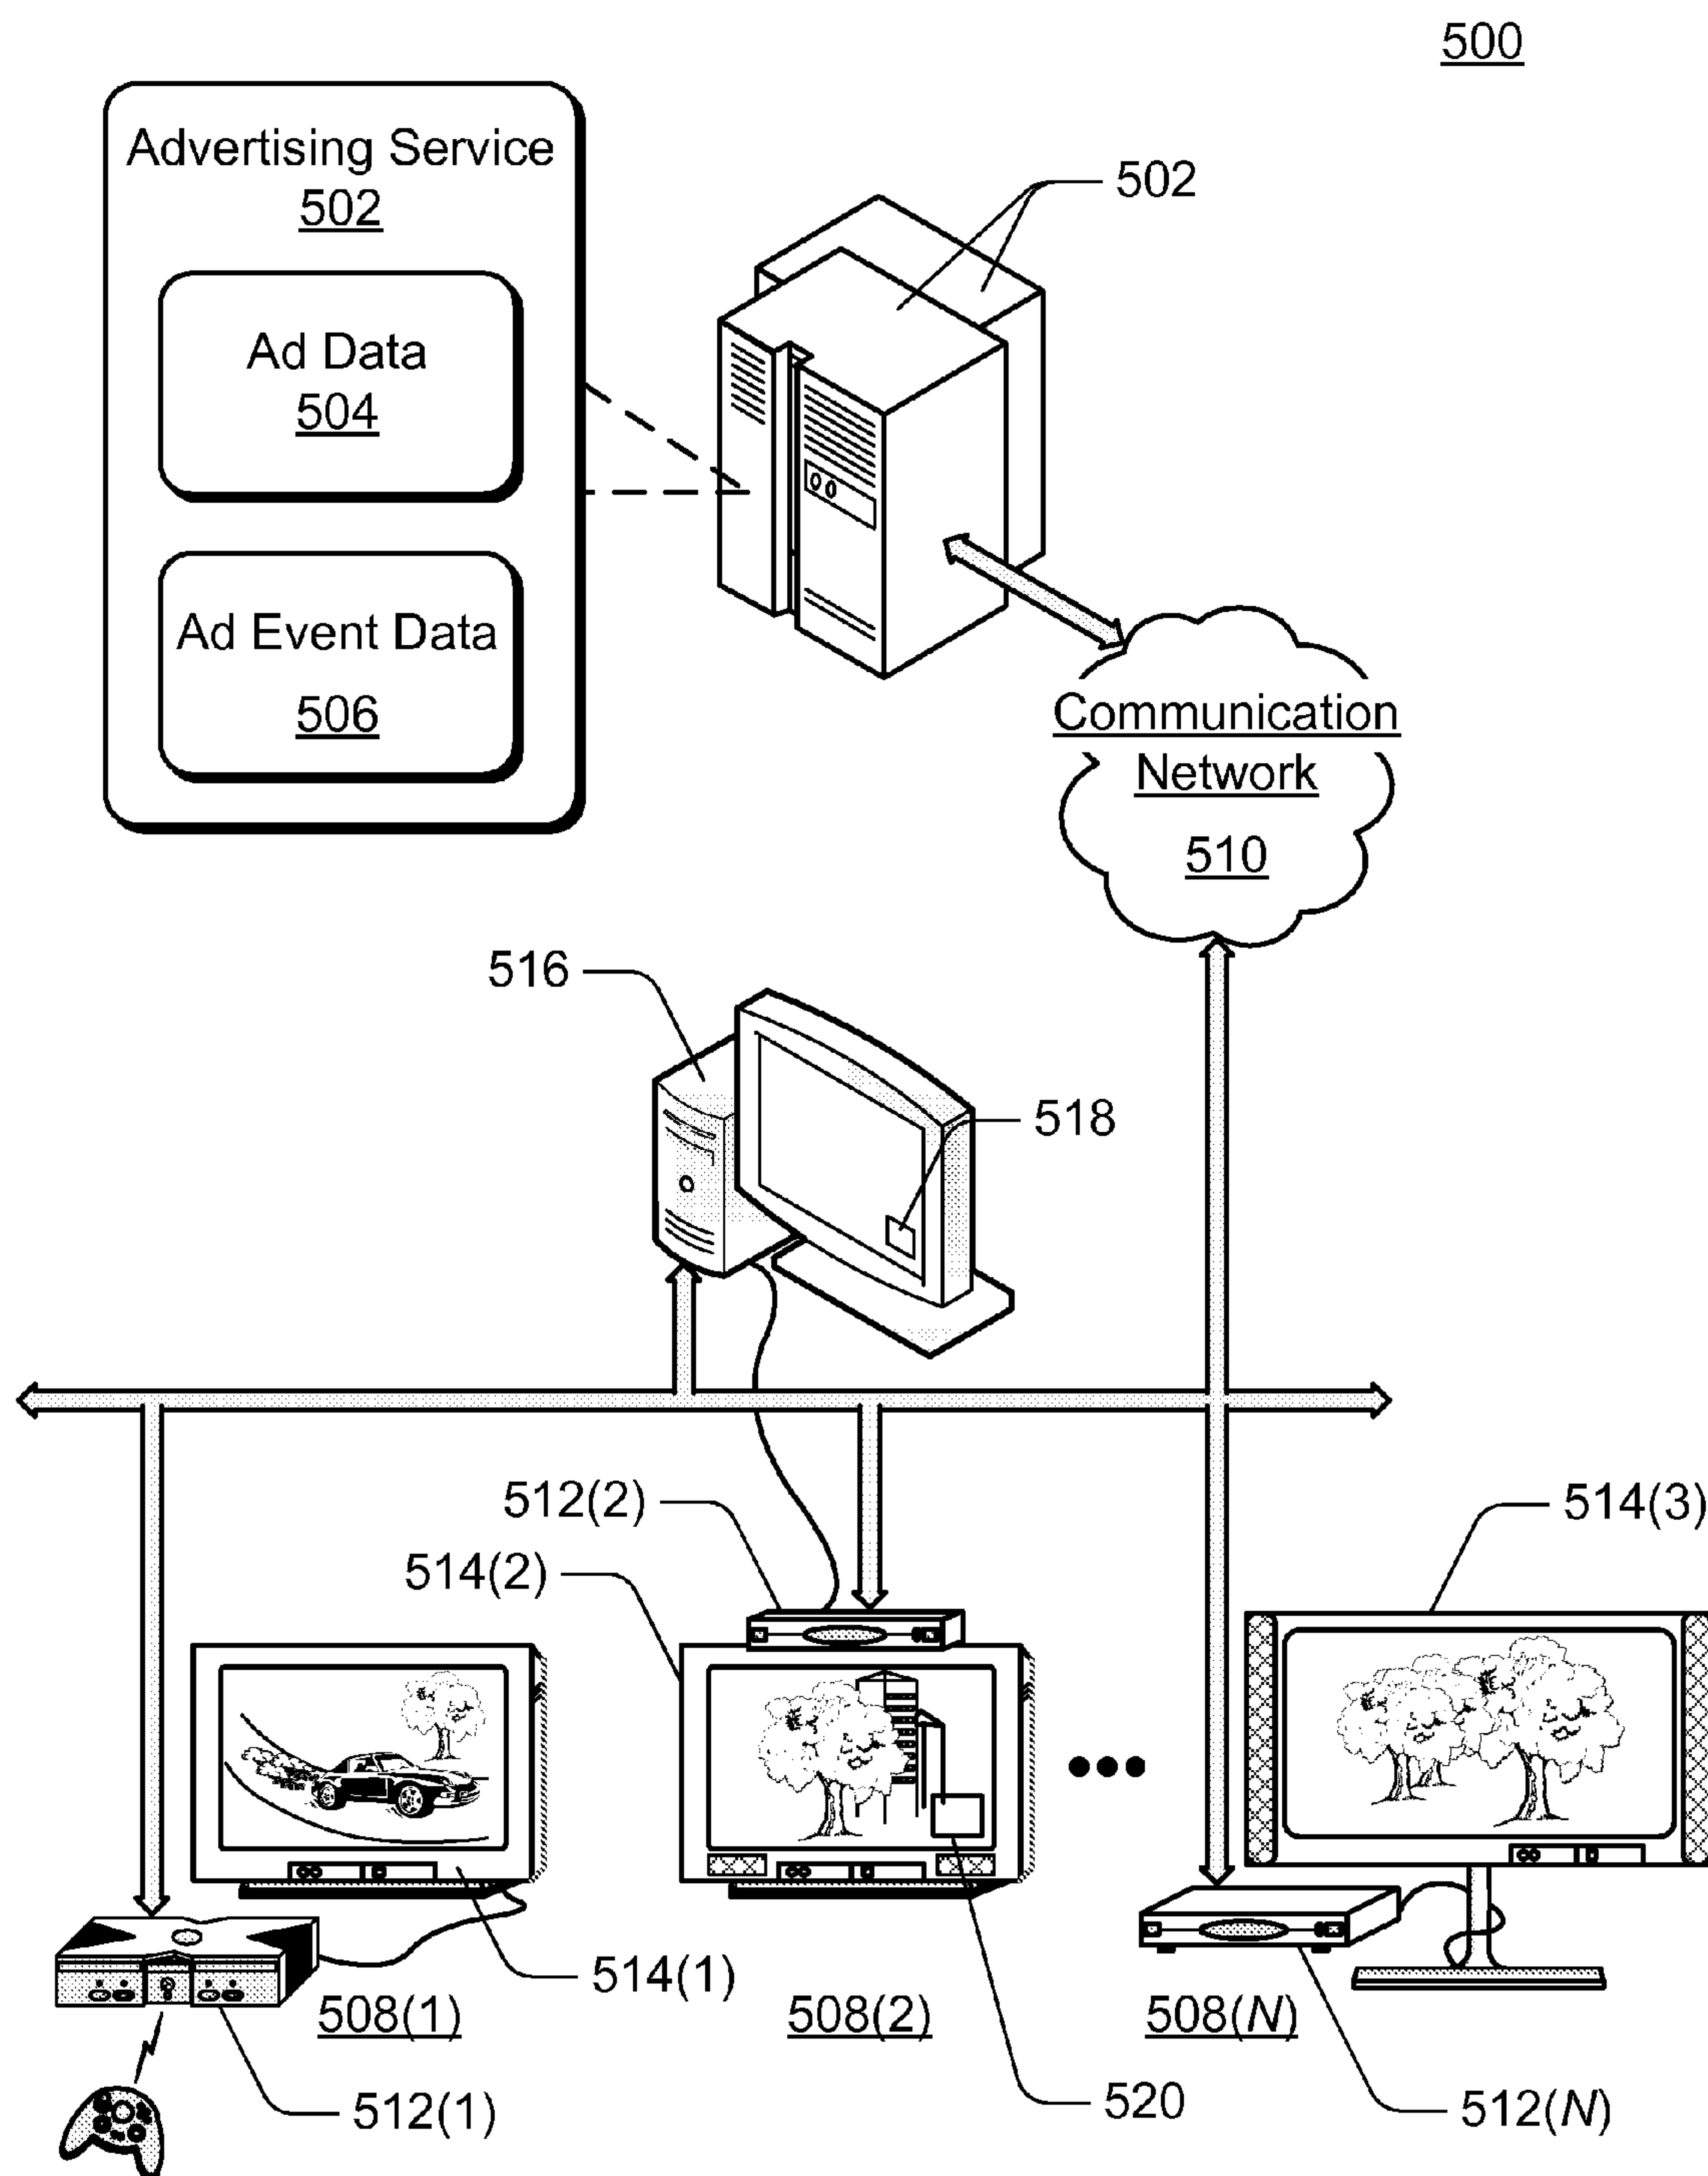 500
Advertising Service
502
Ad Data
504
Ad Event Data
506
502
Communication
Network
510
516
518
512(2)
514(2)
514(3)
514(1)
508(1)
508(2)
508(N)
512(1)
520
512(N)